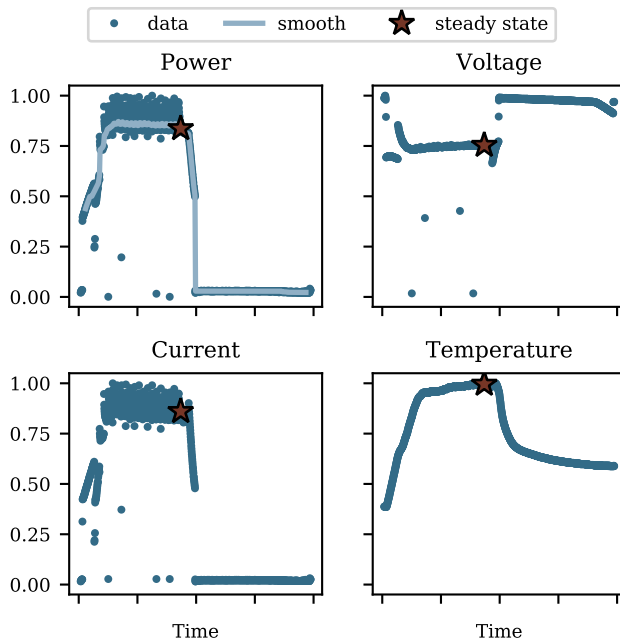 data smooth steady state
Power Voltage
1.00
0.75
0.50
0.25
0.00
Current Temperature
1.00
0.75
0.50
0.25
0.00
Time Time